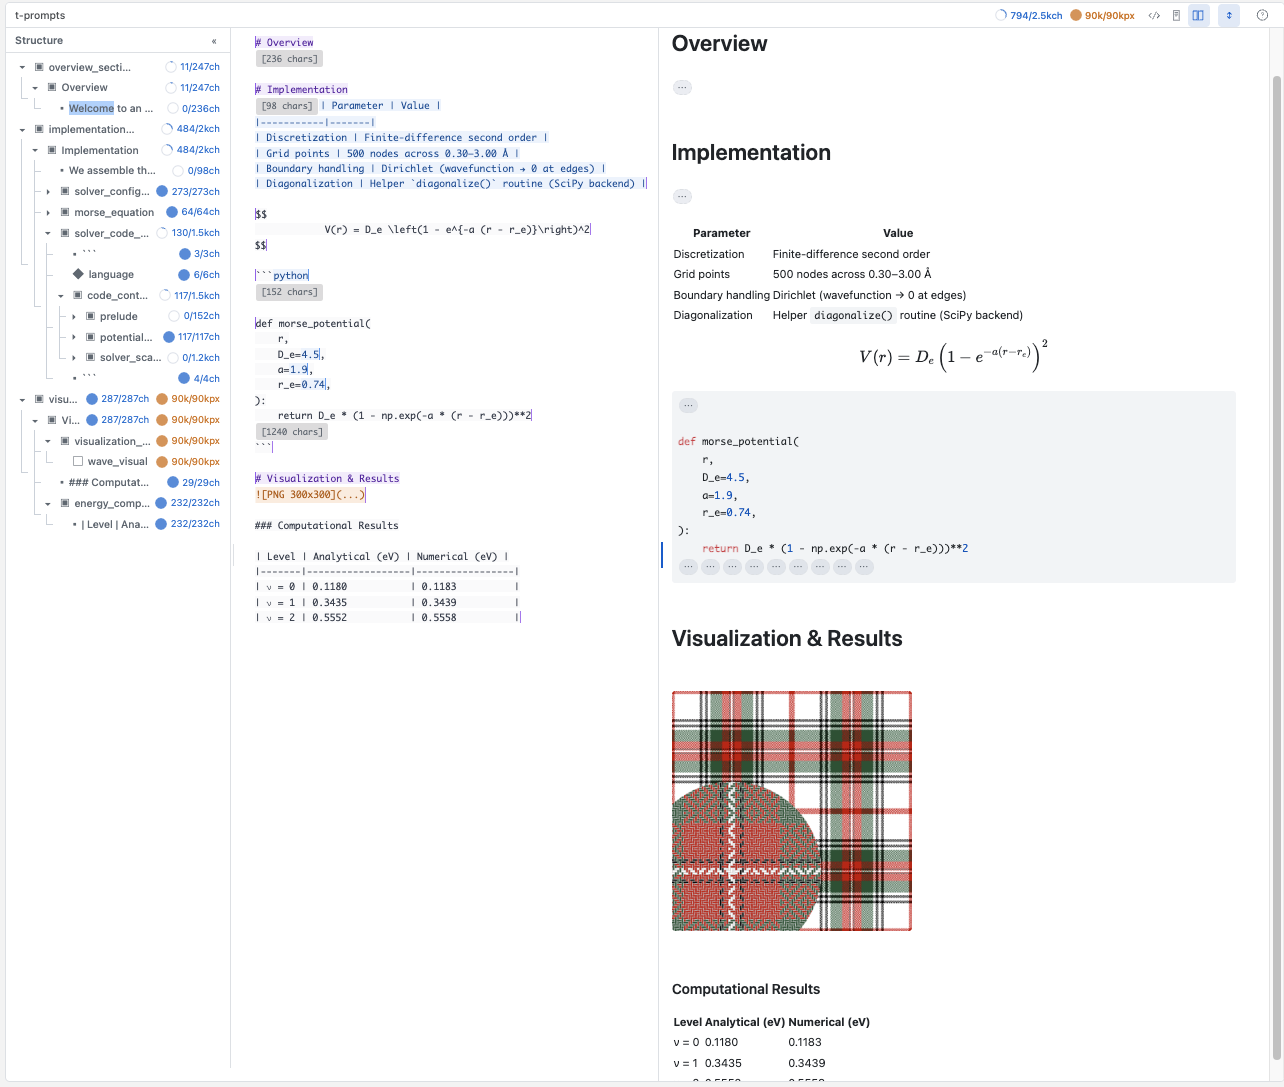 t-prompts
794/2.5kch
90k/90kpx
Structure
«
overview_secti... 11/247ch
Overview 11/247ch
Welcome to an ... 0/236ch
implementation... 484/2kch
Implementation 484/2kch
We assemble th... 0/98ch
solver_config... 273/273ch
morse_equation 64/64ch
solver_code_... 130/1.5kch
``` 3/3ch
language 6/6ch
code_cont... 117/1.5kch
prelude 0/152ch
potential... 117/117ch
solver_sca... 0/1.2kch
``` 4/4ch
visu... 287/287ch 90k/90kpx
Vi... 287/287ch 90k/90kpx
visualization_... 90k/90kpx
wave_visual 90k/90kpx
### Computat... 29/29ch
energy_comp... 232/232ch
| Level | Ana... 232/232ch
# Overview
[236 chars]
# Implementation
[98 chars] | Parameter | Value |
|-----------|-------|
| Discretization | Finite-difference second order |
| Grid points | 500 nodes across 0.30–3.00 Å |
| Boundary handling | Dirichlet (wavefunction → 0 at edges) |
| Diagonalization | Helper `diagonalize()` routine (SciPy backend) |
$$
V(r) = D_e \left(1 - e^{-a (r - r_e)}\right)^2
$$
```python
[152 chars]
def morse_potential(
r,
D_e=4.5,
a=1.9,
r_e=0.74,
):
return D_e * (1 - np.exp(-a * (r - r_e)))**2
[1240 chars]
```
# Visualization & Results
![PNG 300x300](...)
### Computational Results
| Level | Analytical (eV) | Numerical (eV) |
|-------|-----------------|----------------|
| ν = 0 | 0.1180 | 0.1183 |
| ν = 1 | 0.3435 | 0.3439 |
| ν = 2 | 0.5552 | 0.5558 |
Overview
...
Implementation
...
Parameter Value
Discretization Finite-difference second order
Grid points 500 nodes across 0.30–3.00 Å
Boundary handling Dirichlet (wavefunction → 0 at edges)
Diagonalization Helper diagonalize() routine (SciPy backend)
V(r) = D_e (1 − e^{−a(r−r_e)})^2
...
def morse_potential(
r,
D_e=4.5,
a=1.9,
r_e=0.74,
):
return D_e * (1 - np.exp(-a * (r - r_e)))**2
... ... ... ... ... ... ... ... ...
Visualization & Results
Computational Results
Level Analytical (eV) Numerical (eV)
ν = 0 0.1180 0.1183
ν = 1 0.3435 0.3439